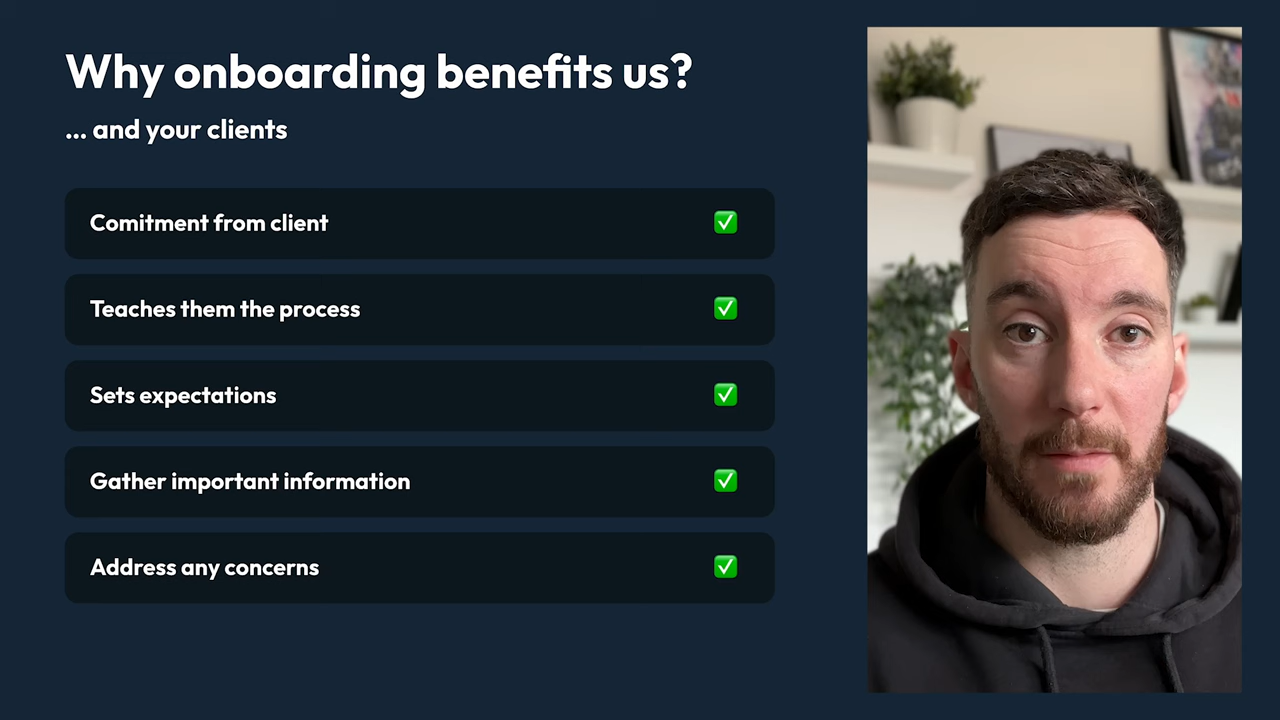 Why onboarding benefits us?
... and your clients
Comitment from client ✅
Teaches them the process ✅
Sets expectations ✅
Gather important information ✅
Address any concerns ✅